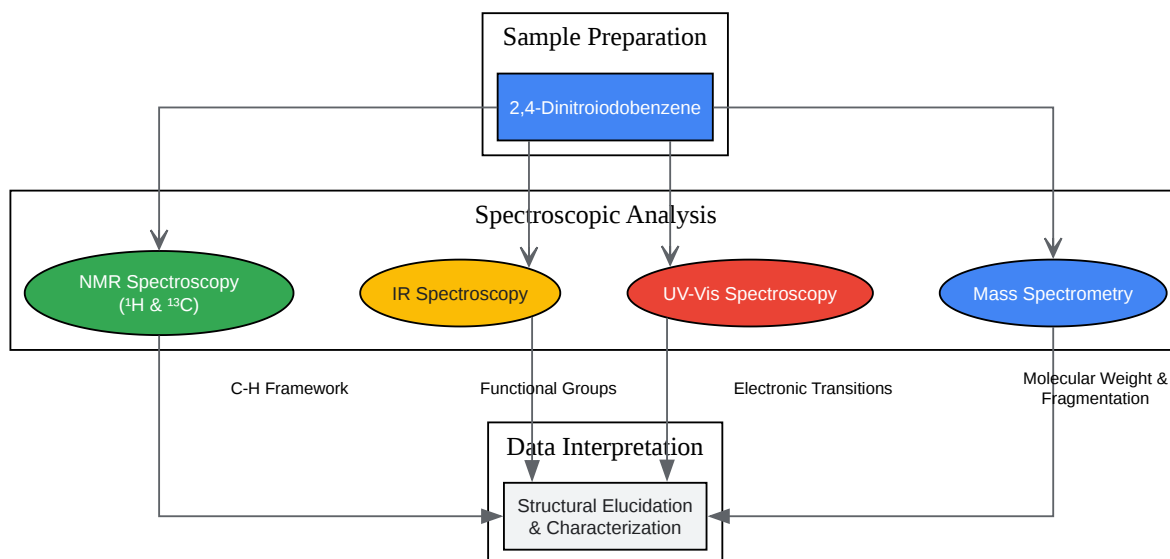 Sample Preparation
2,4-Dinitroiodobenzene
Spectroscopic Analysis
NMR Spectroscopy
(¹H & ¹³C)
IR Spectroscopy
UV-Vis Spectroscopy
Mass Spectrometry
C-H Framework
Functional Groups
Electronic Transitions
Molecular Weight &
Fragmentation
Data Interpretation
Structural Elucidation
& Characterization